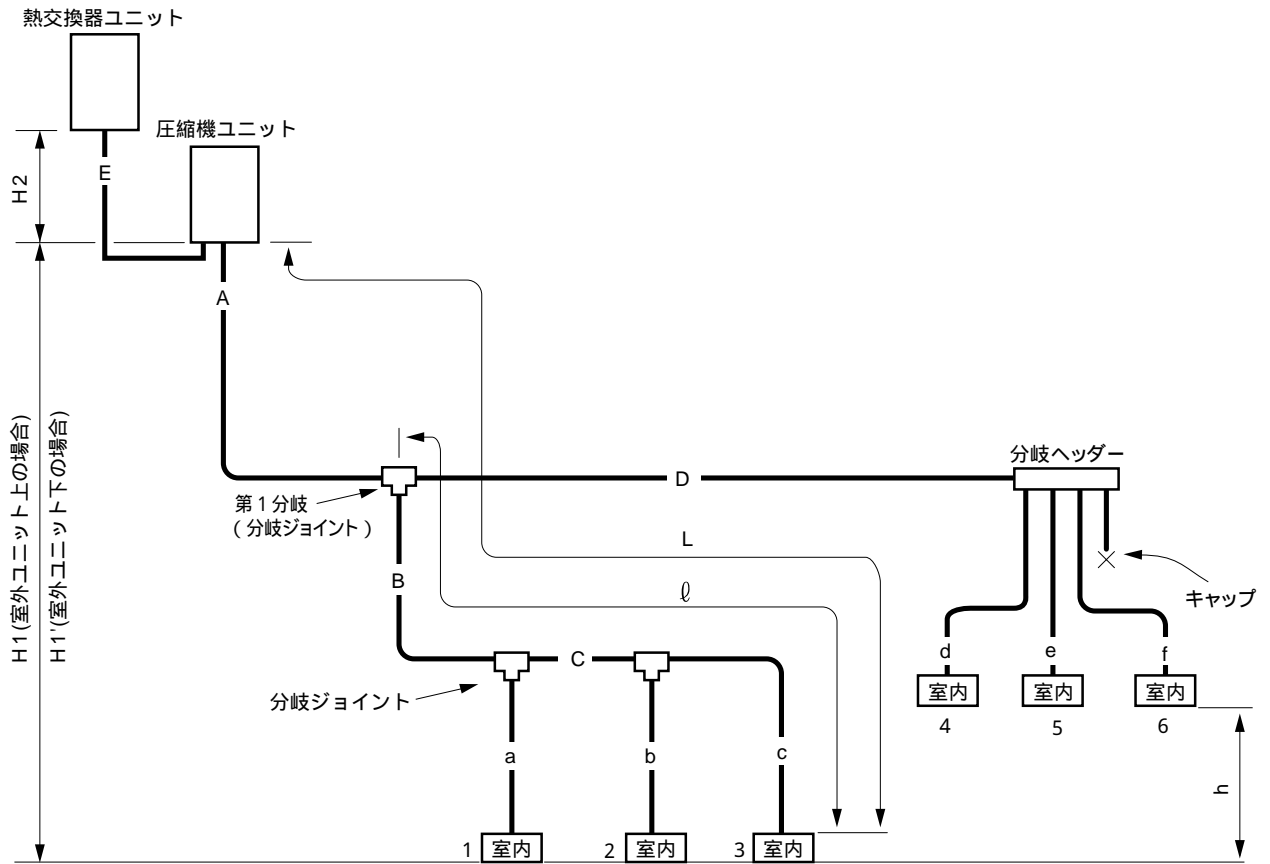 熱交換器ユニット
圧縮機ユニット
H2
E
A
H1(室外ユニット上の場合)
H1'(室外ユニット下の場合)
第1分岐
(分岐ジョイント)
D
分岐ヘッダー
キャップ
L
ℓ
B
C
分岐ジョイント
a
b
c
d
e
f
室内
室内
室内
4
5
6
h
1
室内
2
室内
3
室内